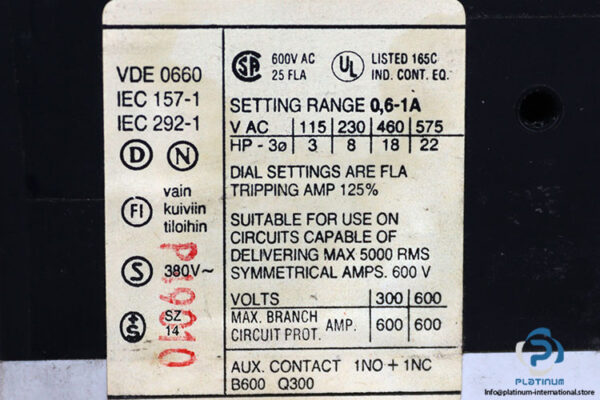 VDE 0660
IEC 157-1
IEC 292-1
D N
FI vain
kuiviin
tiloihin
S 380V~
+S SZ
14
P19010
SA 600V AC
25 FLA
UL LISTED 165C
IND. CONT. EQ.
SETTING RANGE 0,6-1A
V AC 115 230 460 575
HP - 3ø 3 8 18 22
DIAL SETTINGS ARE FLA
TRIPPING AMP 125%
SUITABLE FOR USE ON
CIRCUITS CAPABLE OF
DELIVERING MAX 5000 RMS
SYMMETRICAL AMPS. 600 V
VOLTS 300 600
MAX. BRANCH
CIRCUIT PROT. AMP. 600 600
AUX. CONTACT 1NO + 1NC
B600 Q300
PLATINUM
www.platinum-international.store